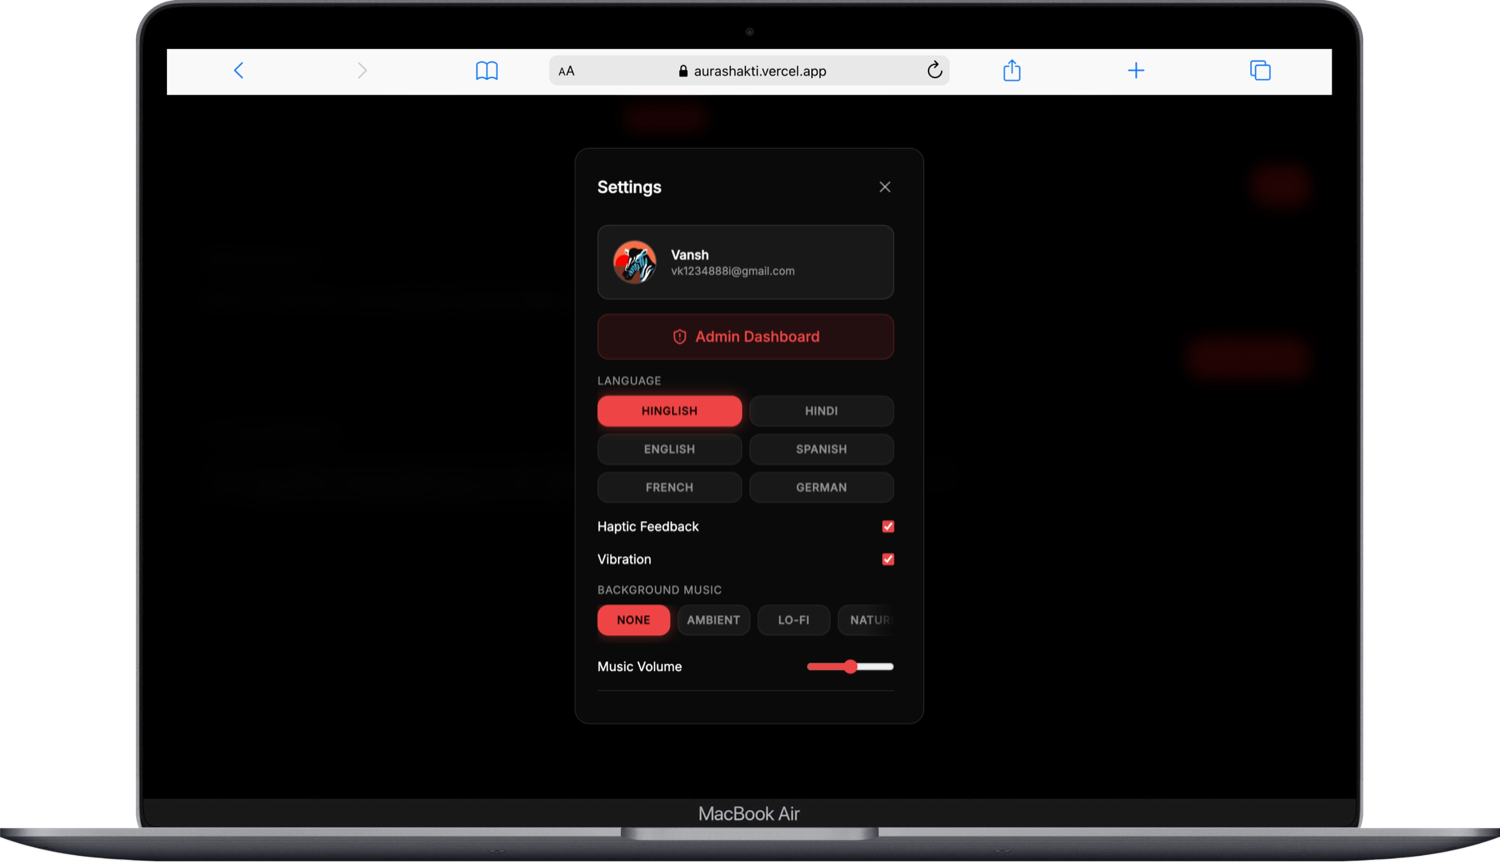 AA aurashakti.vercel.app
Settings
Vansh
vk1234888i@gmail.com
Admin Dashboard
LANGUAGE
HINGLISH HINDI
ENGLISH SPANISH
FRENCH GERMAN
Haptic Feedback
Vibration
BACKGROUND MUSIC
NONE AMBIENT LO-FI NATUR
Music Volume
MacBook Air